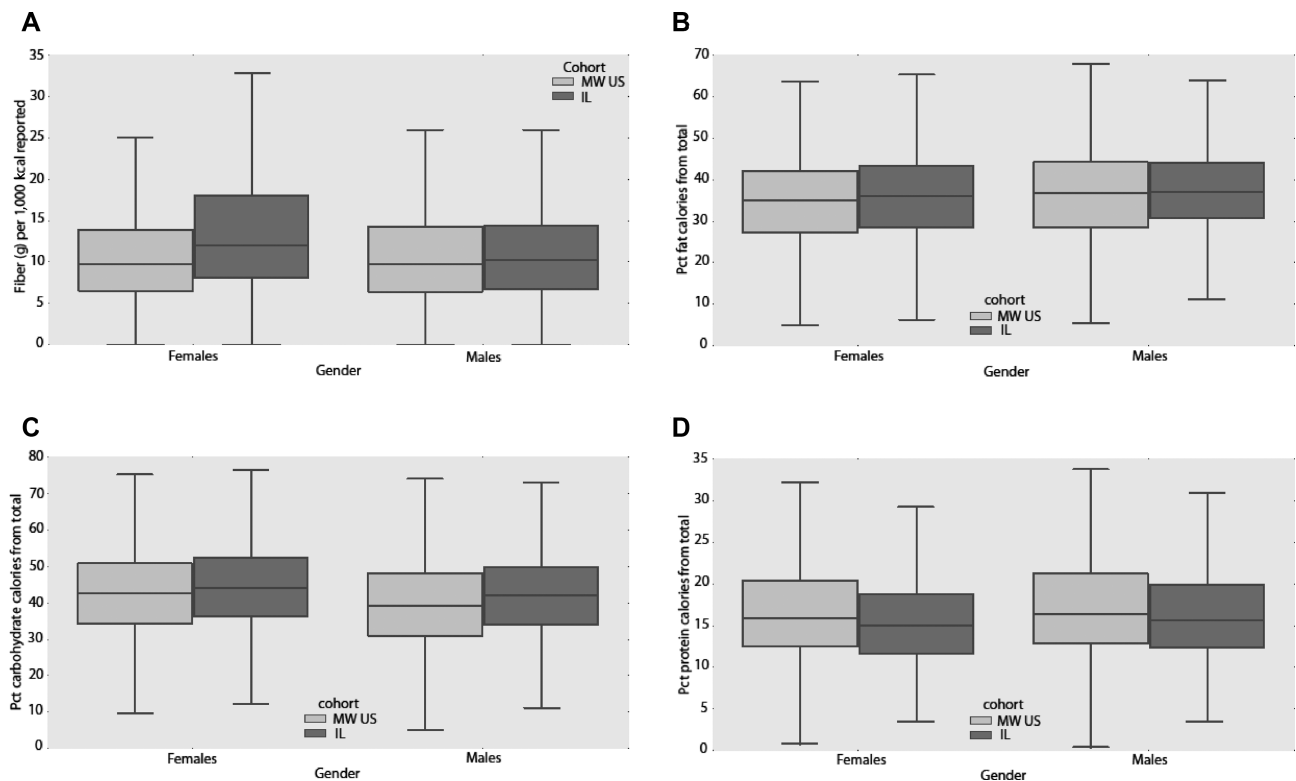 A
Fiber (g) per 1,000 kcal reported
35
30
25
20
15
10
5
0
Cohort
MW US
IL
Females
Males
Gender
B
Pct fat calories from total
70
60
50
40
30
20
10
0
cohort
MW US
IL
Females
Males
Gender
C
Pct carbohydrate calories from total
80
70
60
50
40
30
20
10
0
cohort
MW US
IL
Females
Males
Gender
D
Pct protein calories from total
35
30
25
20
15
10
5
0
cohort
MW US
IL
Females
Males
Gender